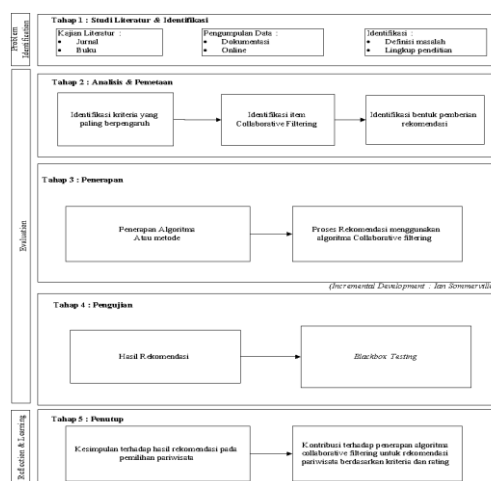 Problem
Identification
Tahap 1 : Studi Literatur & Identifikasi
Kajian Literatur :
• Jurnal
• Buku
Pengumpulan Data :
• Dokumentasi
• Online
Identifikasi :
• Definisi masalah
• Lingkup penelitian
Evaluation
Tahap 2 : Analisis & Pemetaan
Identifikasi kriteria yang
paling berpengaruh
Identifikasi item
Collaborative Filtering
Identifikasi bentuk pemberian
rekomendasi
Tahap 3 : Penerapan
Penerapan Algoritma
Atau metode
Proses Rekomendasi menggunakan
algoritma Collaborative filtering
(Incremental Development : Ian Sommerville
Tahap 4 : Pengujian
Hasil Rekomendasi
Blackbox Testing
Reflection & Learning
Tahap 5 : Penutup
Kesimpulan terhadap hasil rekomendasi pada
pemilihan pariwisata
Kontribusi terhadap penerapan algoritma
collaborative filtering untuk rekomendasi
pariwisata berdasarkan kriteria dan rating